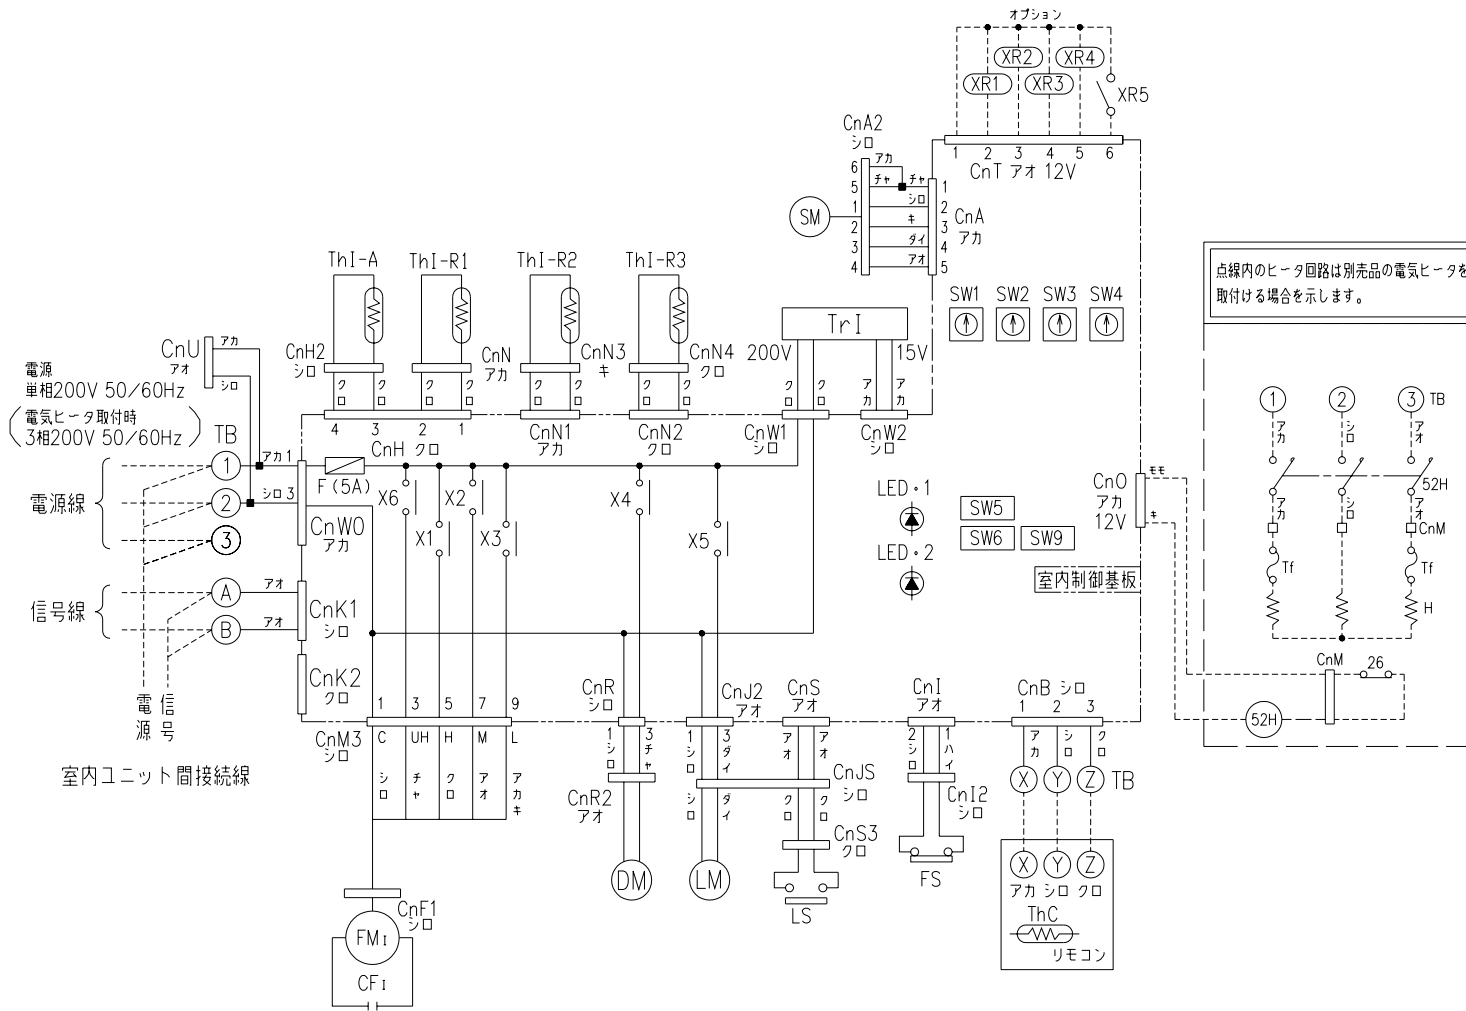 オプション
XR2 XR4
XR1 XR3 XR5
1 2 3 4 5 6
CnT アオ 12V
CnA2
シロ
6 アカ
5 チャ チャ 1
1 シロ 2
2 キ 3
3 ダイ 4
4 アオ 5
SM
CnA
アカ
点線内のヒータ回路は別売品の電気ヒータを
取付ける場合を示します。
SW1 SW2 SW3 SW4
ThI-A ThI-R1 ThI-R2 ThI-R3
TrI
200V 15V
CnU
アオ
アカ
シロ
CnH2
シロ
CnN
アカ
CnN3
キ
CnN4
クロ
クロ クロ クロ クロ クロ クロ クロ クロ クロ クロ アカ アカ
電源
単相200V 50/60Hz
(電気ヒータ取付時
3相200V 50/60Hz)
4 3 2 1
CnH クロ
CnN1
アカ
CnN2
クロ
CnW1
シロ
CnW2
シロ
TB
1 アカ 1
2 シロ 3
3
電源線
F(5A)
CnWO
アカ
X6 X2 X4
X1 X3 X5
LED・1
LED・2
SW5
SW6 SW9
CnO
アカ
12V
モモ
キ
室内制御基板
1 2 3 TB
アカ シロ アオ
52H
アカ シロ アオ
CnM
Tf Tf
H
信号線
A アオ
B アオ
CnK1
シロ
CnK2
クロ
電源
信号
室内ユニット間接続線
1 3 5 7 9
CnM3
シロ
C UH H M L
シロ チャ クロ アオ アカキ
CnR
シロ
1シロ 3チャ
CnR2
アオ
DM
CnJ2
アオ
1シロ 3ダイ
シロ ダイ
LM
CnS
アオ
アオ アオ
CnJS
シロ
クロ クロ
CnS3
クロ
LS
CnI
アオ
2シロ 1ハイ
CnI2
シロ
FS
CnB シロ
1 2 3
アカ シロ クロ
X Y Z TB
X Y Z
アカ シロ クロ
ThC
リモコン
CnM 26
52H
CnF1
シロ
FMI
CFI